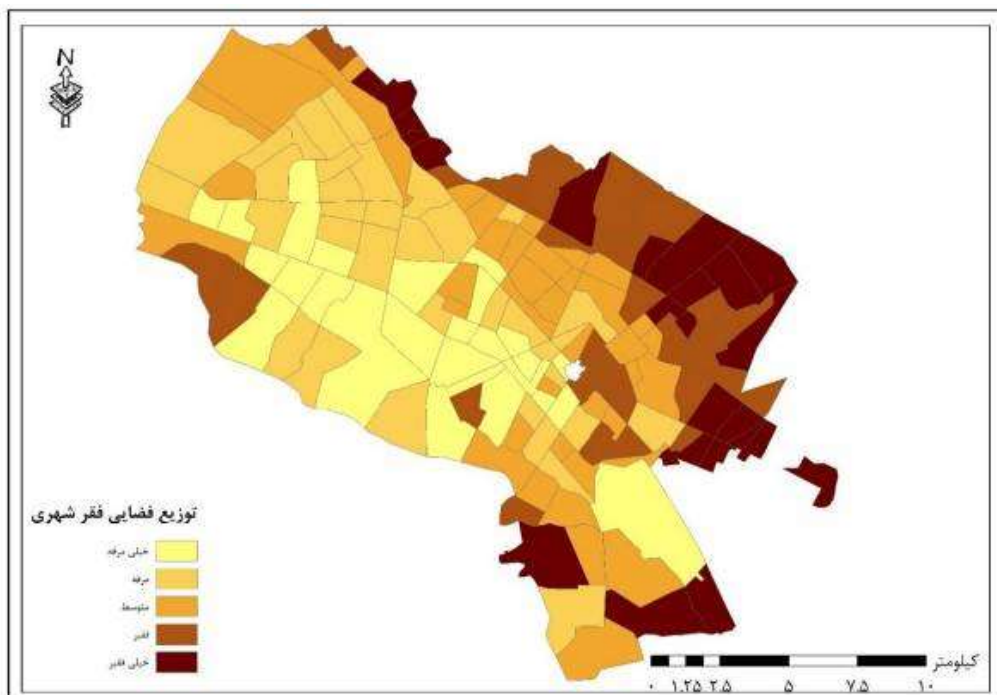 N
توزیع فضایی فقر شهری
خیلی مرفه
مرفه
متوسط
فقیر
خیلی فقیر
کیلومتر
۰ ۱.۲۵ ۲.۵ ۵ ۷.۵ ۱۰